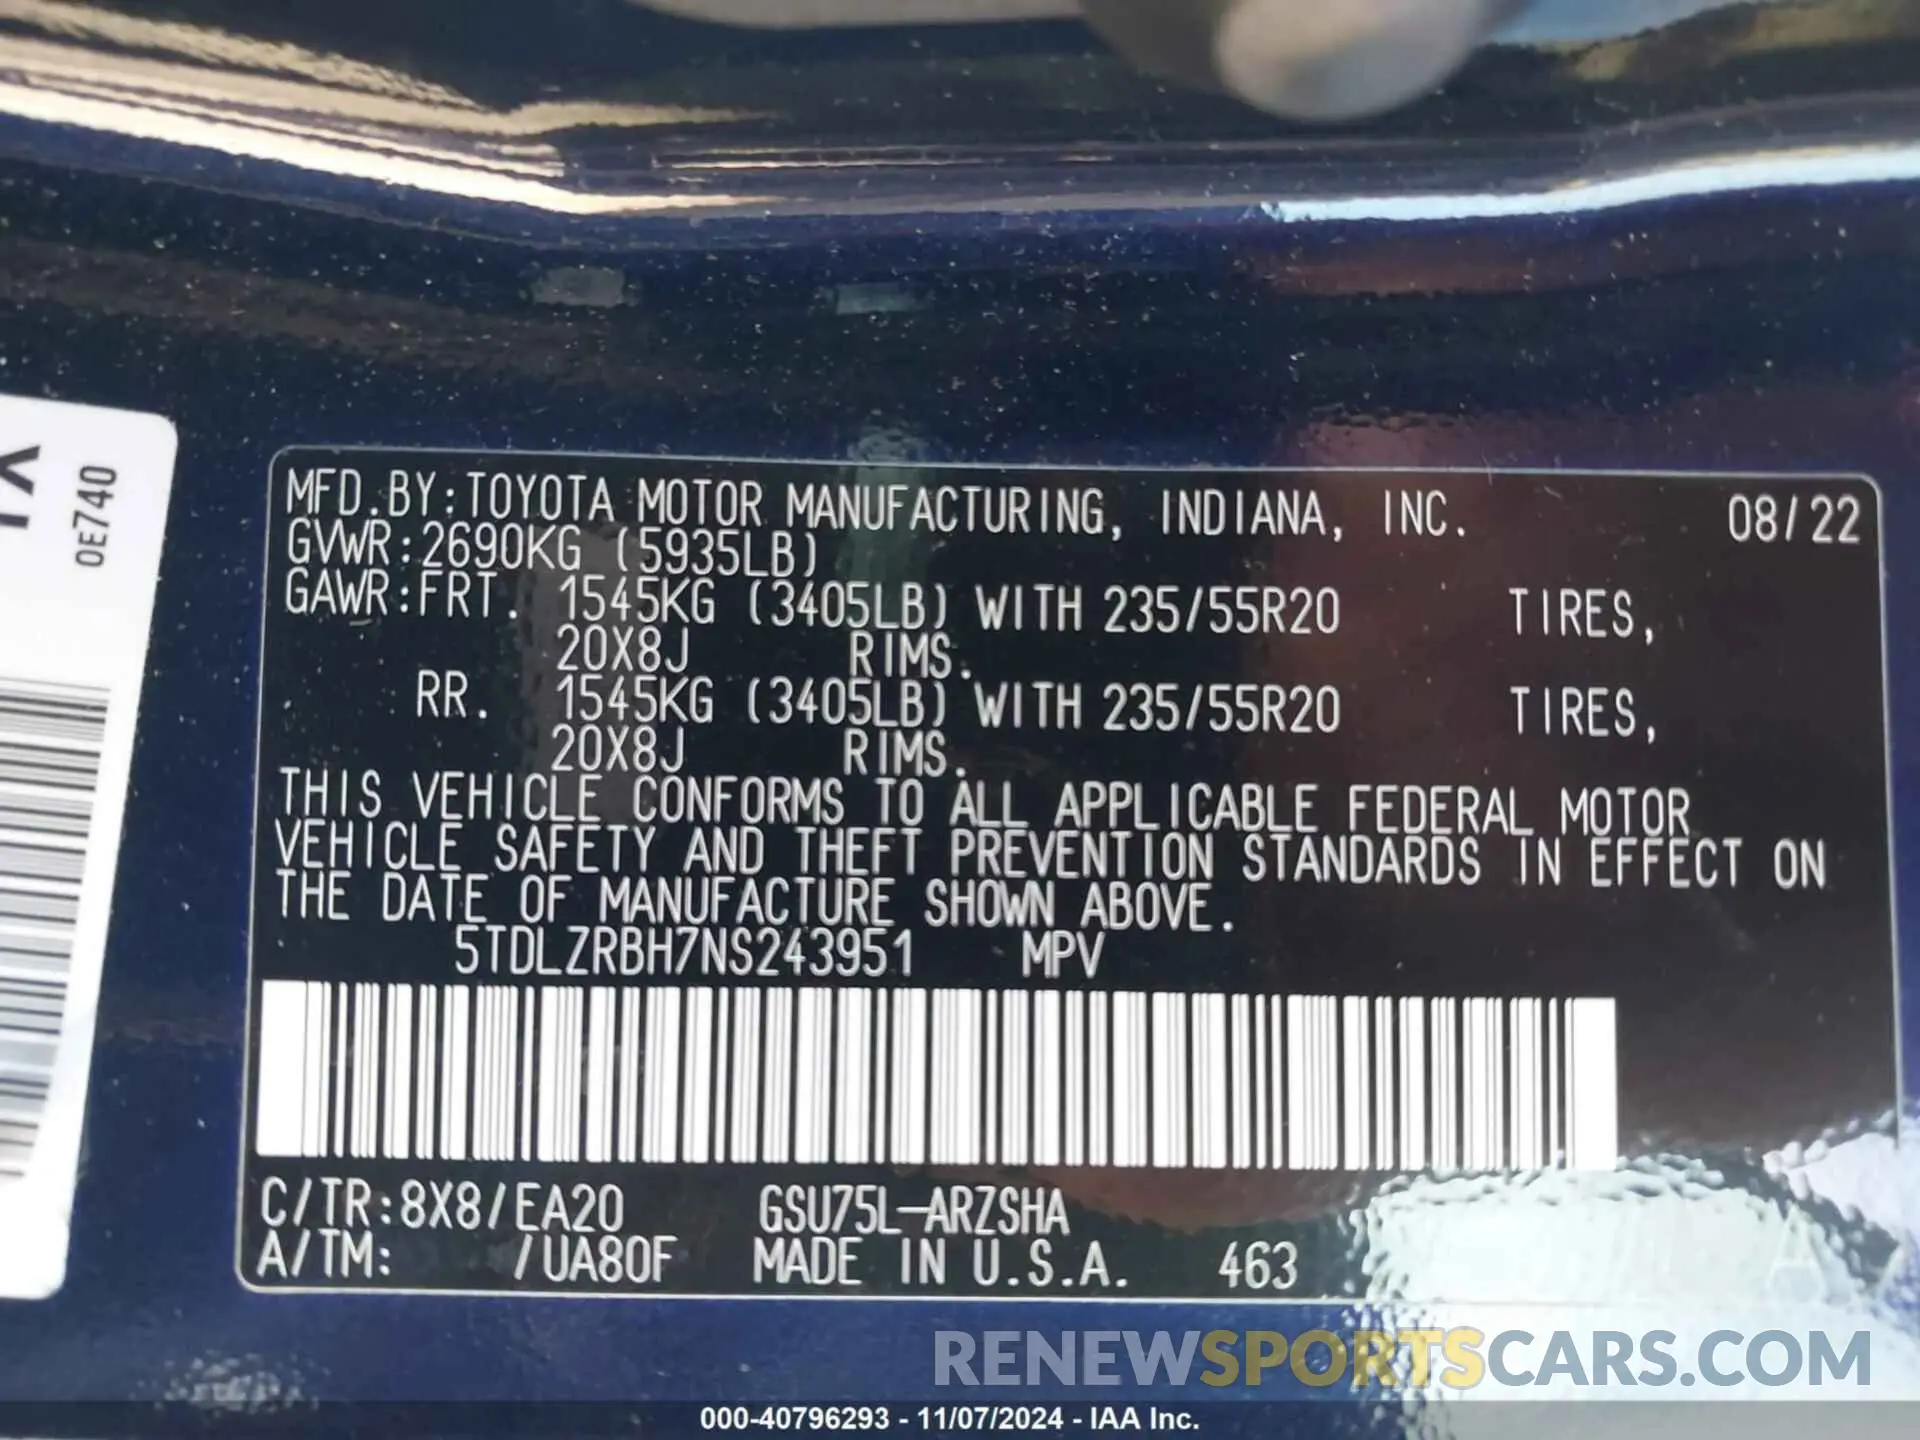 0E740
MFD.BY:TOYOTA MOTOR MANUFACTURING, INDIANA, INC. 08/22
GVWR:2690KG (5935LB)
GAWR:FRT. 1545KG (3405LB) WITH 235/55R20 TIRES,
20X8J RIMS.
RR. 1545KG (3405LB) WITH 235/55R20 TIRES,
20X8J RIMS.
THIS VEHICLE CONFORMS TO ALL APPLICABLE FEDERAL MOTOR
VEHICLE SAFETY AND THEFT PREVENTION STANDARDS IN EFFECT ON
THE DATE OF MANUFACTURE SHOWN ABOVE.
5TDLZRBH7NS243951 MPV
C/TR:8X8/EA20 GSU75L-ARZSHA
A/TM: /UA80F MADE IN U.S.A. 463
RENEWSPORTSCARS.COM
000-40796293 - 11/07/2024 - IAA Inc.